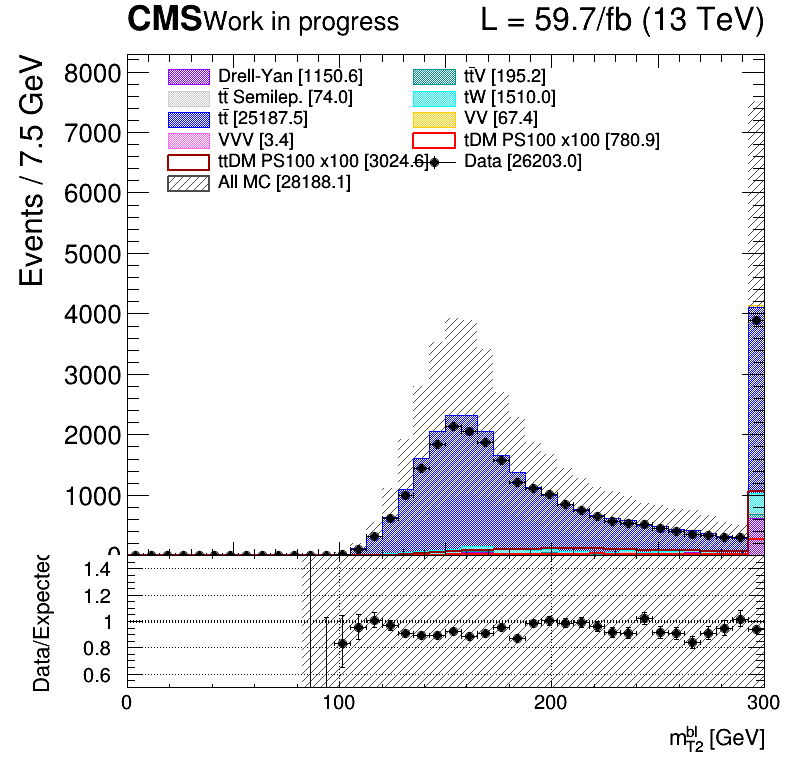 CMS Work in progress L = 59.7/fb (13 TeV)
Events / 7.5 GeV
8000
7000
6000
5000
4000
3000
2000
1000
0
Drell-Yan [1150.6]
tt̄V [195.2]
tt̄ Semilep. [74.0]
tW [1510.0]
tt̄ [25187.5]
VV [67.4]
VVV [3.4]
tDM PS100 x100 [780.9]
ttDM PS100 x100 [3024.6]
Data [26203.0]
All MC [28188.1]
Data/Expected
1.4
1.2
1
0.8
0.6
0 100 200 300
m_{T2}^{bl} [GeV]